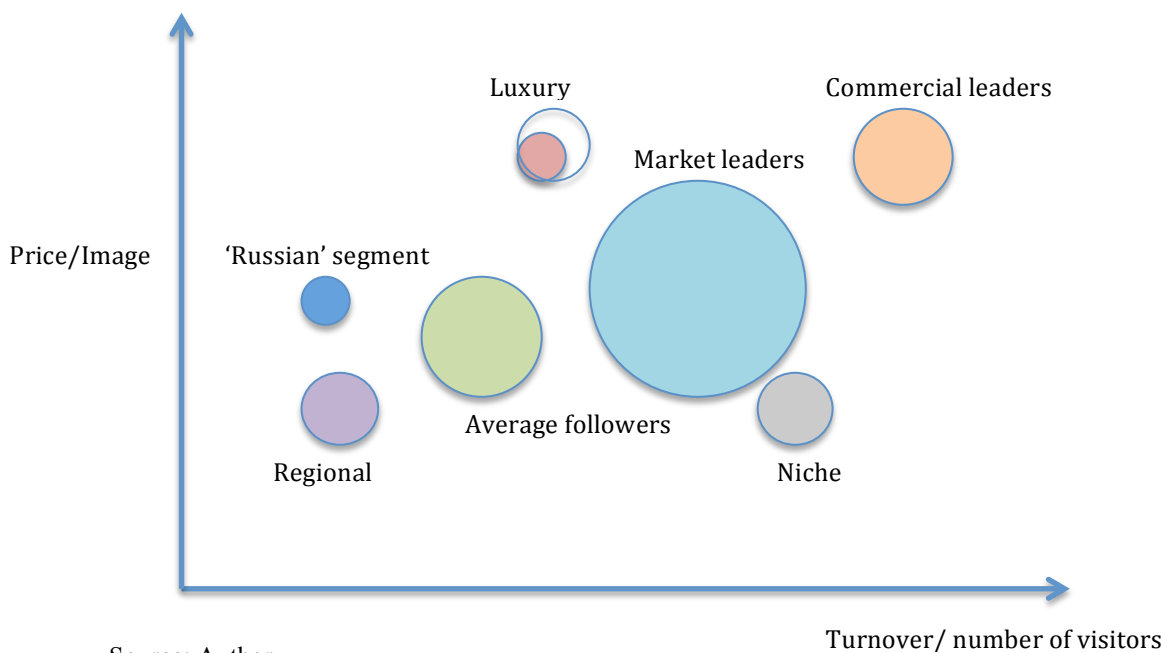 Luxury
Commercial leaders
Market leaders
Price/Image
‘Russian’ segment
Average followers
Regional
Niche
Turnover/ number of visitors